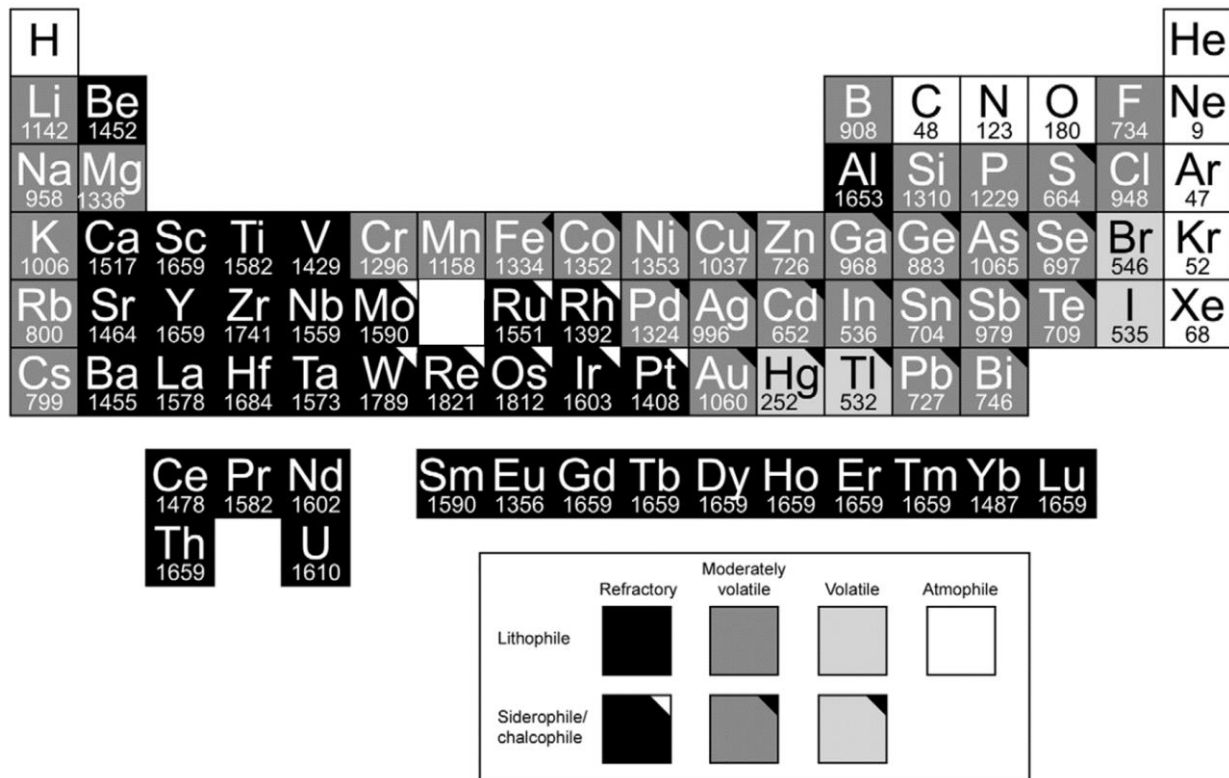 H He
Li Be B C N O F Ne
1142 1452 908 48 123 180 734 9
Na Mg Al Si P S Cl Ar
958 1336 1653 1310 1229 664 948 47
K Ca Sc Ti V Cr Mn Fe Co Ni Cu Zn Ga Ge As Se Br Kr
1006 1517 1659 1582 1429 1296 1158 1334 1352 1353 1037 726 968 883 1065 697 546 52
Rb Sr Y Zr Nb Mo Ru Rh Pd Ag Cd In Sn Sb Te I Xe
800 1464 1659 1741 1559 1590 1551 1392 1324 996 652 536 704 979 709 535 68
Cs Ba La Hf Ta W Re Os Ir Pt Au Hg Tl Pb Bi
799 1455 1578 1684 1573 1789 1821 1812 1603 1408 1060 252 532 727 746
Ce Pr Nd Sm Eu Gd Tb Dy Ho Er Tm Yb Lu
1478 1582 1602 1590 1356 1659 1659 1659 1659 1659 1659 1487 1659
Th U
1659 1610
Refractory Moderately volatile Volatile Atmophile
Lithophile
Siderophile/
chalcophile